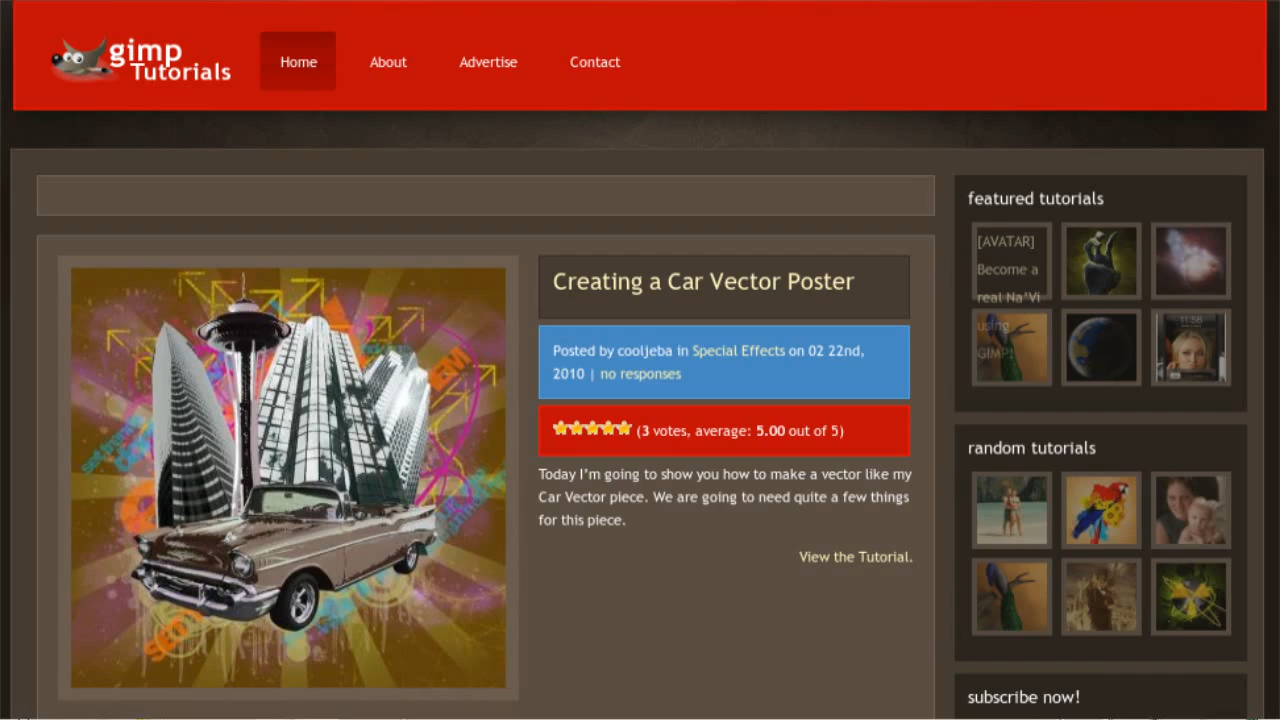 gimp
Tutorials
Home
About
Advertise
Contact
Creating a Car Vector Poster
Posted by cooljeba in Special Effects on 02 22nd,
2010 | no responses
(3 votes, average: 5.00 out of 5)
Today I'm going to show you how to make a vector like my
Car Vector piece. We are going to need quite a few things
for this piece.
View the Tutorial.
featured tutorials
[AVATAR]
Become a
real Na'Vi
using
GIMP!
11:56
random tutorials
subscribe now!